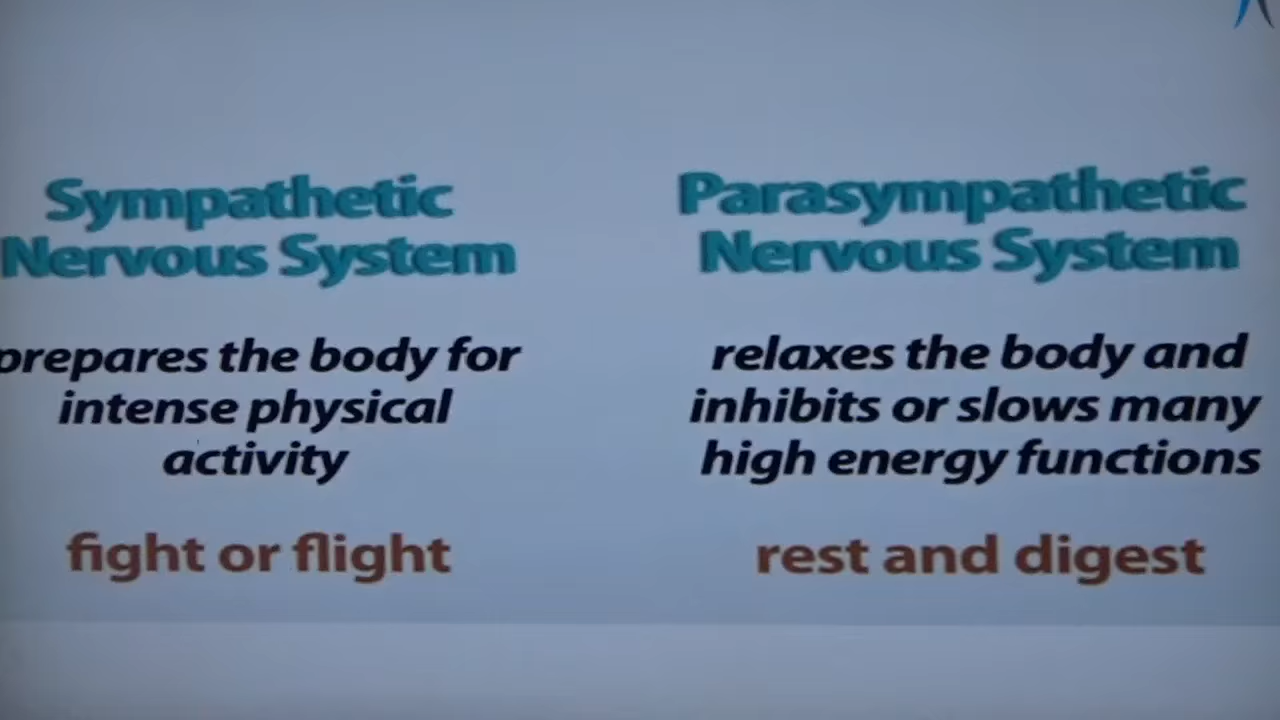 Sympathetic
Nervous System
prepares the body for
intense physical
activity
fight or flight
Parasympathetic
Nervous System
relaxes the body and
inhibits or slows many
high energy functions
rest and digest